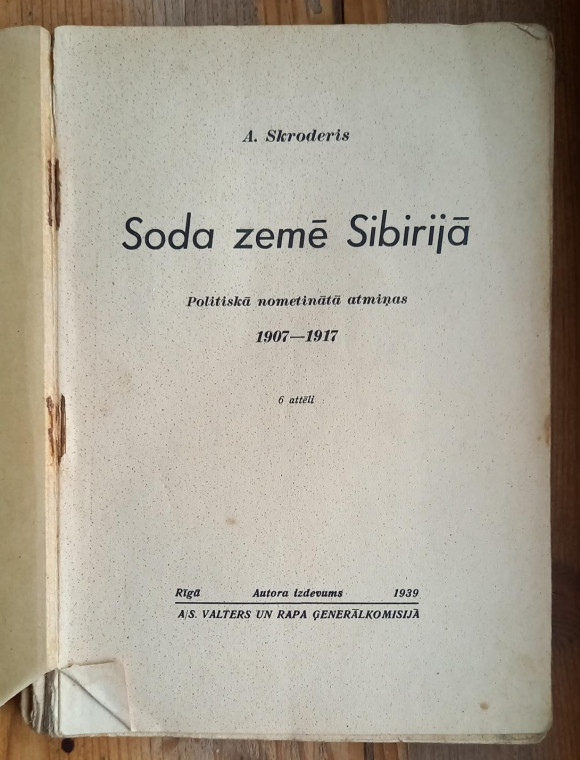 A. Skroderis
Soda zemē Sibirijā
Politiskā nometinātā atmiņas
1907—1917
6 attēli
Rīgā Autora izdevums 1939
A/S. VALTERS UN RAPA ĢENERĀLKOMISIJĀ